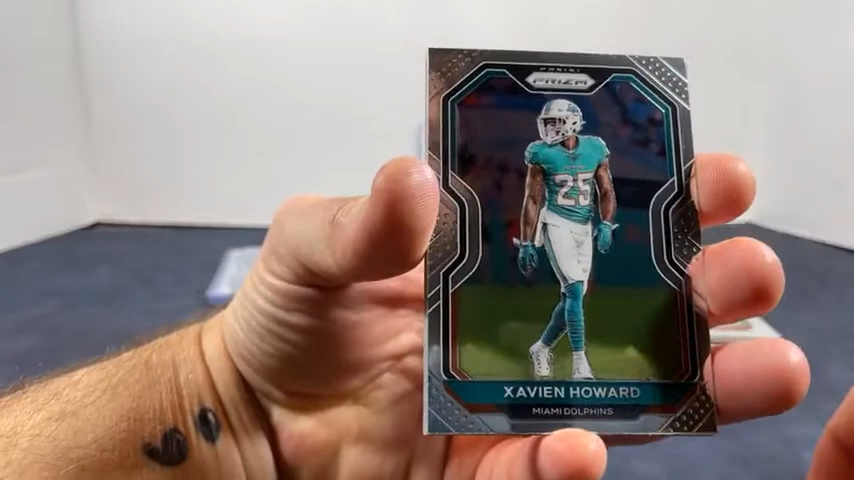 PANINI
PRIZM
25
XAVIEN HOWARD
MIAMI DOLPHINS